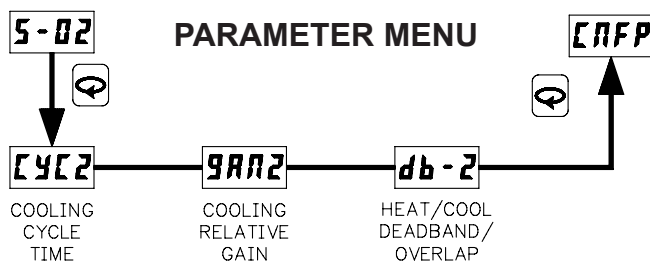 5-02
PARAMETER MENU
CNFP
CYC2
gAN2
db-2
COOLING
CYCLE
TIME
COOLING
RELATIVE
GAIN
HEAT/COOL
DEADBAND/
OVERLAP